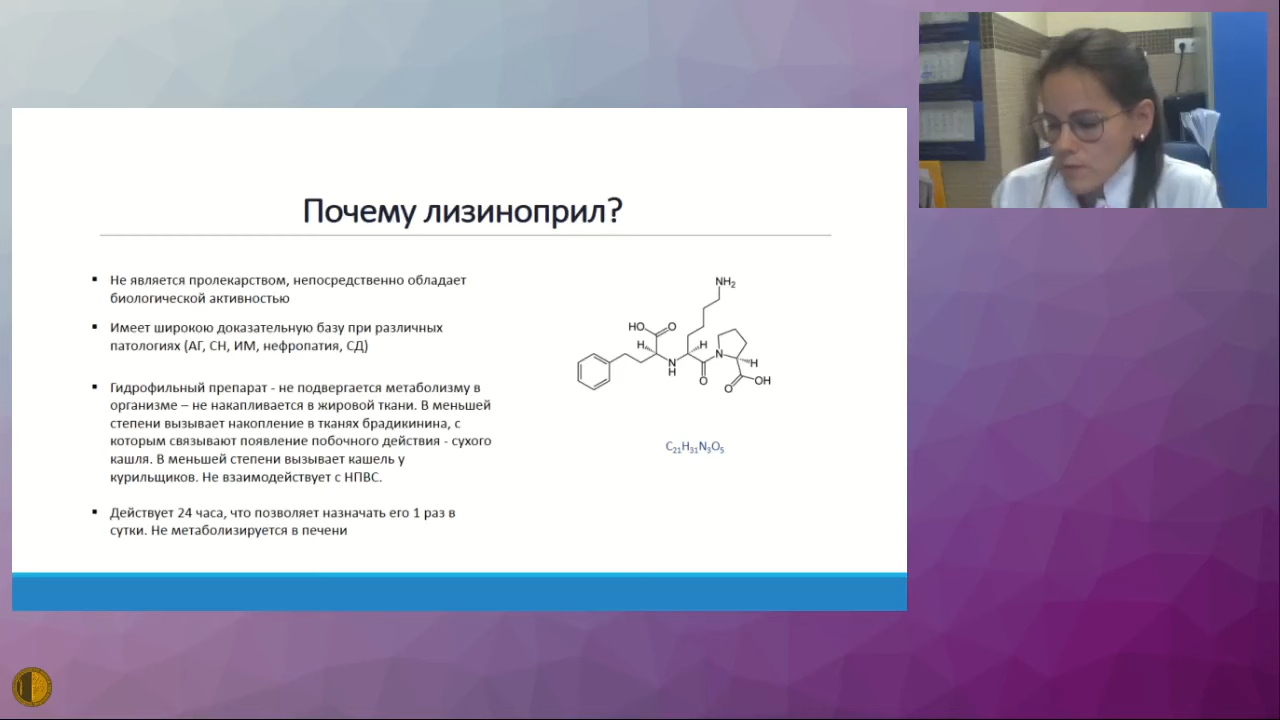 Почему лизиноприл?
▪ Не является пролекарством, непосредственно обладает
биологической активностью
▪ Имеет широкою доказательную базу при различных
патологиях (АГ, СН, ИМ, нефропатия, СД)
▪ Гидрофильный препарат - не подвергается метаболизму в
организме – не накапливается в жировой ткани. В меньшей
степени вызывает накопление в тканях брадикинина, с
которым связывают появление побочного действия - сухого
кашля. В меньшей степени вызывает кашель у
курильщиков. Не взаимодействует с НПВС.
▪ Действует 24 часа, что позволяет назначать его 1 раз в
сутки. Не метаболизируется в печени
NH₂
HO
O
H
H
N
H
N
H
O
O
OH
C₂₁H₃₁N₃O₅